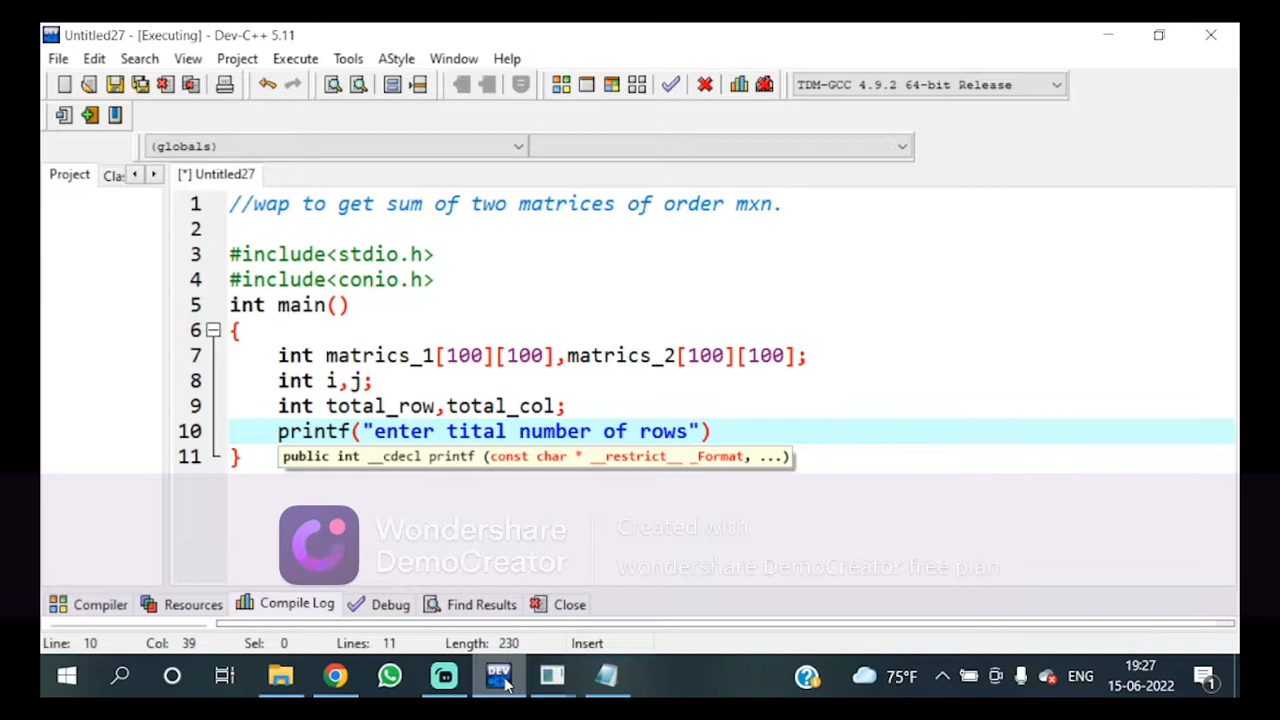 Untitled27 - [Executing] - Dev-C++ 5.11
File Edit Search View Project Execute Tools AStyle Window Help
TDM-GCC 4.9.2 64-bit Release
(globals)
Project Clas [*] Untitled27
1 //wap to get sum of two matrices of order mxn.
2
3 #include<stdio.h>
4 #include<conio.h>
5 int main()
6 {
7 int matrics_1[100][100],matrics_2[100][100];
8 int i,j;
9 int total_row,total_col;
10 printf("enter tital number of rows")
11 }
public int __cdecl printf (const char * __restrict__ _Format, ...)
Wondershare
DemoCreator
Created with
Wondershare DemoCreator free plan
Compiler Resources Compile Log Debug Find Results Close
Line: 10 Col: 39 Sel: 0 Lines: 11 Length: 230 Insert
DEV
75°F ENG
19:27
15-06-2022
1